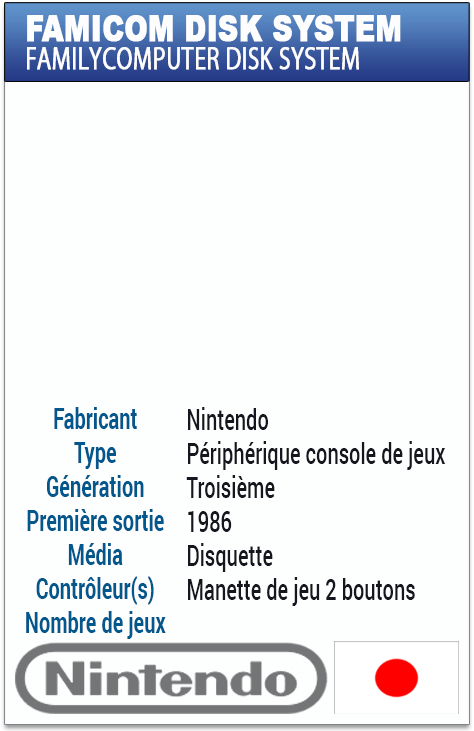 FAMICOM DISK SYSTEM
FAMILYCOMPUTER DISK SYSTEM
Fabricant Nintendo
Type Périphérique console de jeux
Génération Troisième
Première sortie 1986
Média Disquette
Contrôleur(s) Manette de jeu 2 boutons
Nombre de jeux
Nintendo